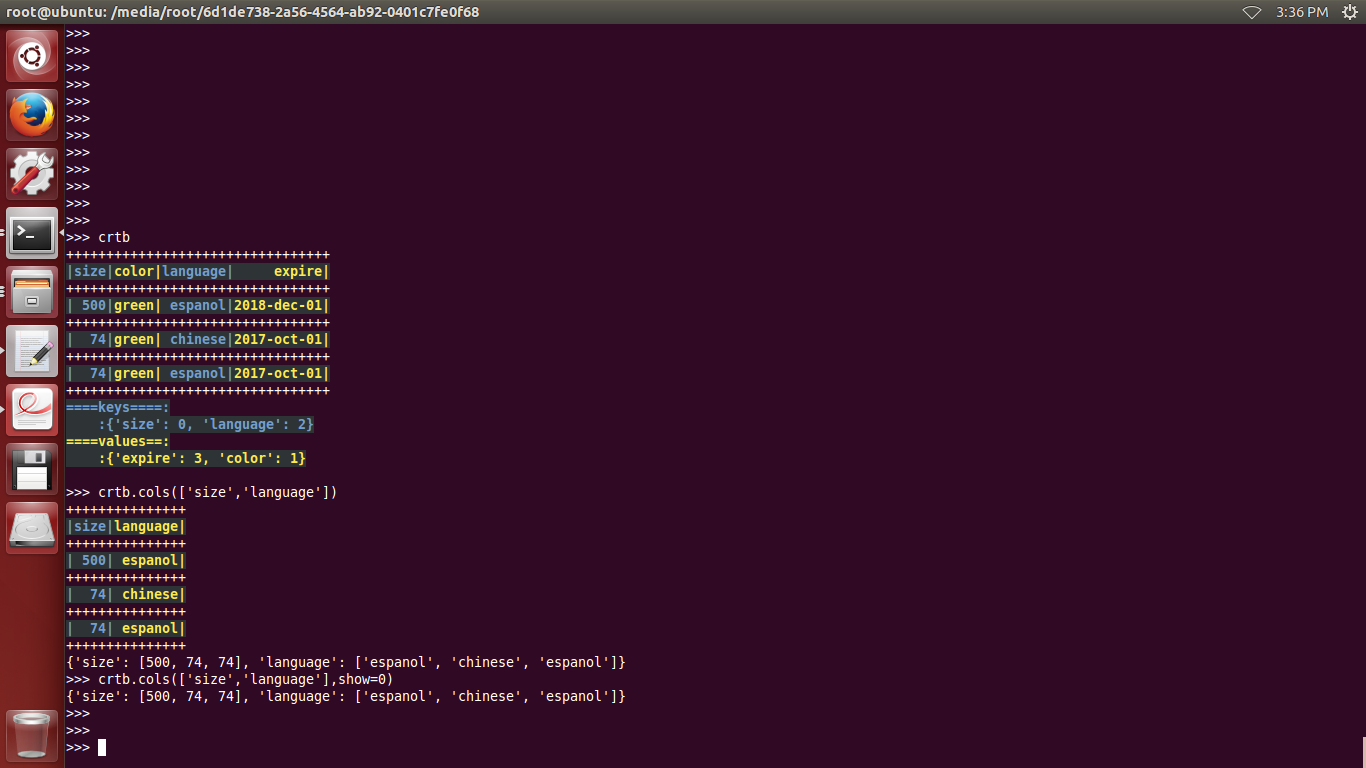 root@ubuntu: /media/root/6d1de738-2a56-4564-ab92-0401c7fe0f68
3:36 PM
>>>
>>>
>>>
>>>
>>>
>>>
>>>
>>>
>>>
>>>
>>>
>>>
>>> crtb
+++++++++++++++++++++++++++++++++
|size|color|language|     expire|
+++++++++++++++++++++++++++++++++
| 500|green| espanol|2018-dec-01|
+++++++++++++++++++++++++++++++++
|  74|green| chinese|2017-oct-01|
+++++++++++++++++++++++++++++++++
|  74|green| espanol|2017-oct-01|
+++++++++++++++++++++++++++++++++
====keys====:
    :{'size': 0, 'language': 2}
====values==:
    :{'expire': 3, 'color': 1}
>>> crtb.cols(['size','language'])
+++++++++++++++
|size|language|
+++++++++++++++
| 500| espanol|
+++++++++++++++
|  74| chinese|
+++++++++++++++
|  74| espanol|
+++++++++++++++
{'size': [500, 74, 74], 'language': ['espanol', 'chinese', 'espanol']}
>>> crtb.cols(['size','language'],show=0)
{'size': [500, 74, 74], 'language': ['espanol', 'chinese', 'espanol']}
>>>
>>>
>>>